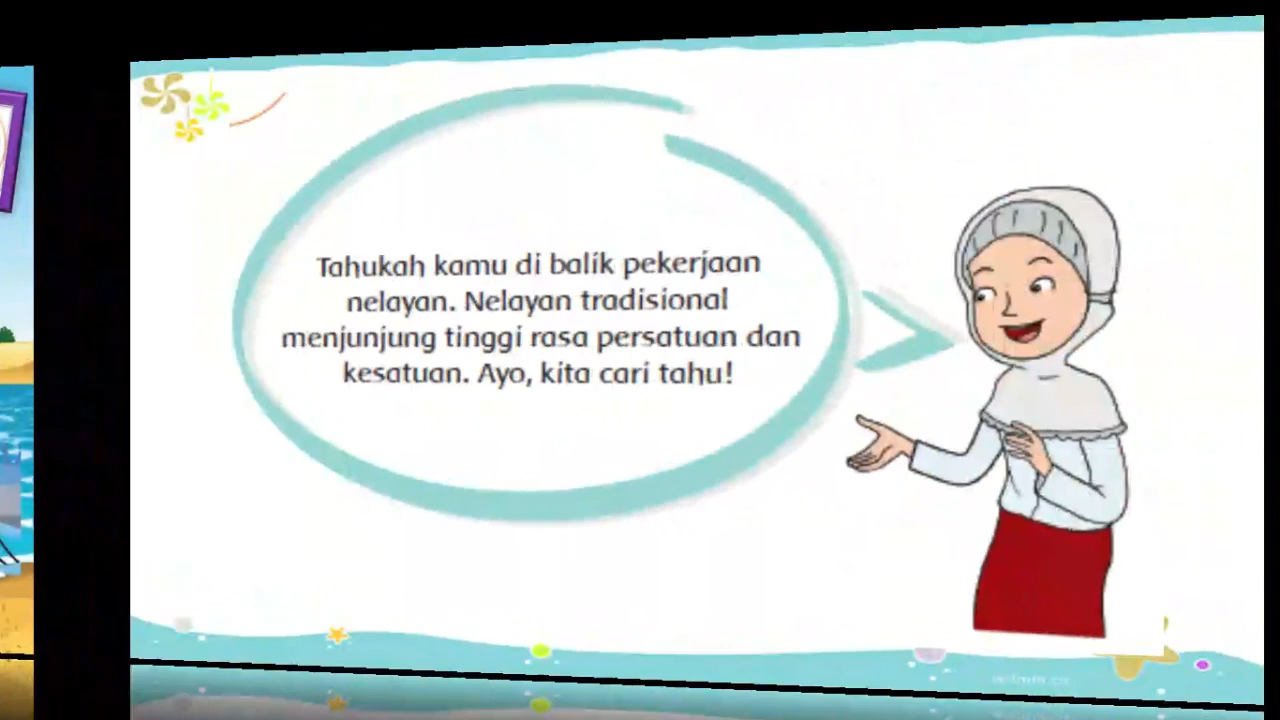 Tahukah kamu di balik pekerjaan
nelayan. Nelayan tradisional
menjunjung tinggi rasa persatuan dan
kesatuan. Ayo, kita cari tahu!